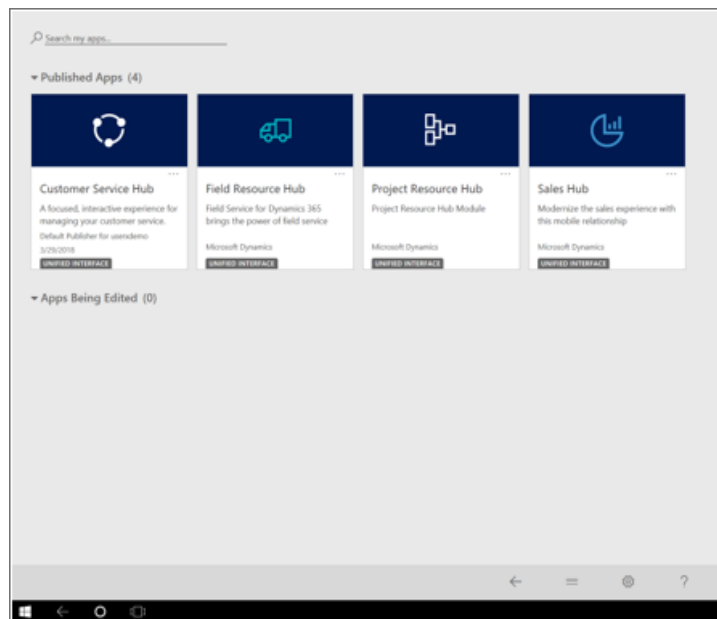 Search my apps...
Published Apps (4)
Customer Service Hub
A focused, interactive experience for
managing your customer service.
Default Publisher for usersdemo
3/29/2018
UNIFIED INTERFACE
Field Resource Hub
Field Service for Dynamics 365
brings the power of field service
Microsoft Dynamics
UNIFIED INTERFACE
Project Resource Hub
Project Resource Hub Module
Microsoft Dynamics
UNIFIED INTERFACE
Sales Hub
Modernize the sales experience with
this mobile relationship
Microsoft Dynamics
UNIFIED INTERFACE
Apps Being Edited (0)